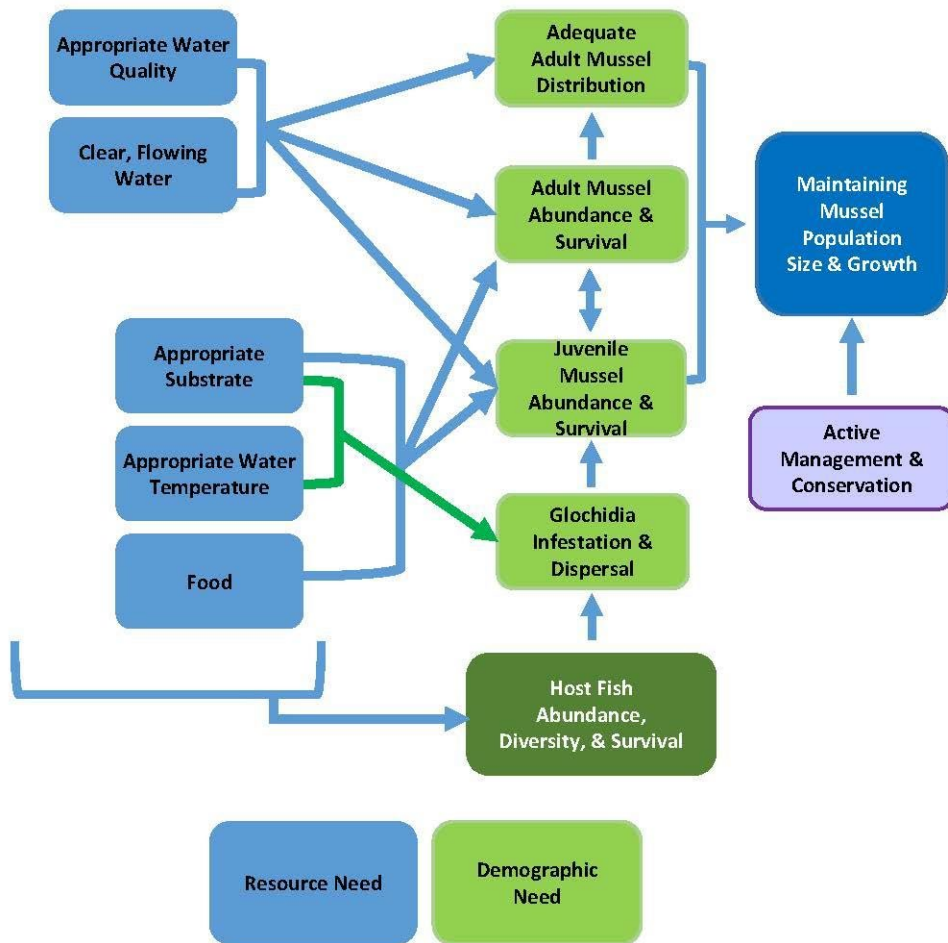 Appropriate Water
Quality
Clear, Flowing
Water
Adequate
Adult Mussel
Distribution
Adult Mussel
Abundance &
Survival
Maintaining
Mussel
Population
Size & Growth
Appropriate
Substrate
Juvenile
Mussel
Abundance &
Survival
Appropriate Water
Temperature
Active
Management &
Conservation
Glochidia
Infestation &
Dispersal
Food
Host Fish
Abundance,
Diversity, & Survival
Resource Need
Demographic
Need